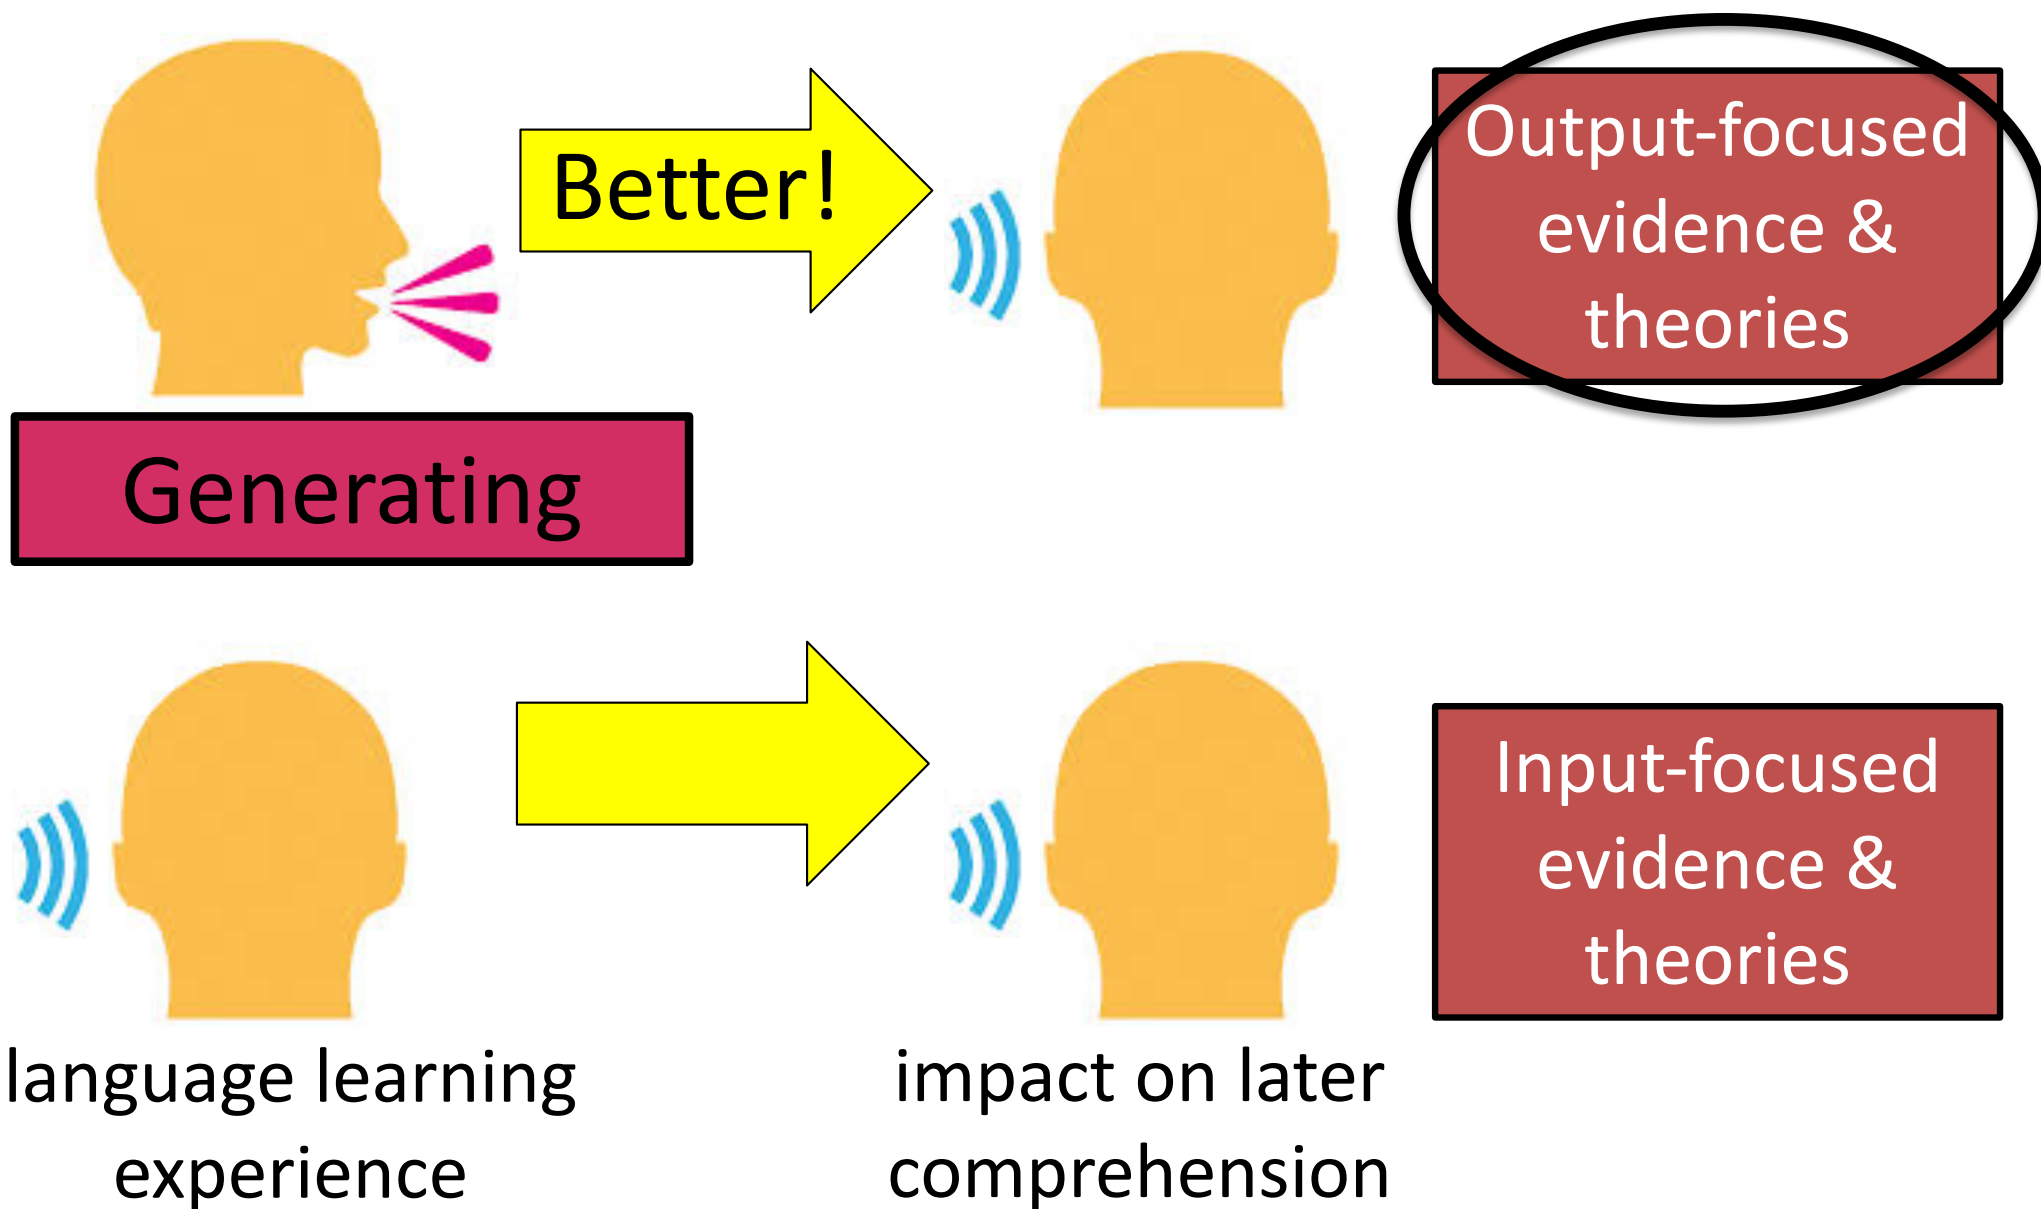 Better!
Output-focused
evidence &
theories
Generating
Input-focused
evidence &
theories
language learning
experience
impact on later
comprehension